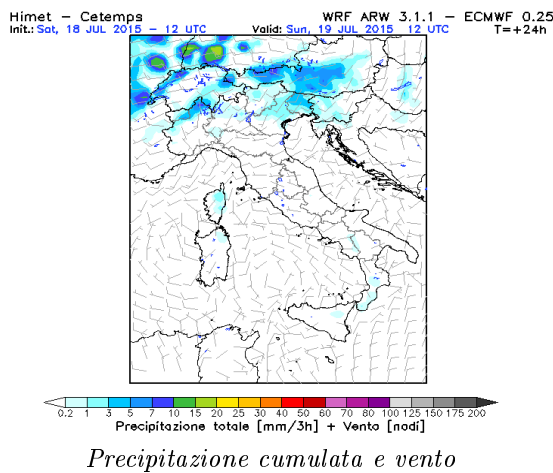 Himet – Cetemps WRF ARW 3.1.1 – ECMWF 0.25
Init.: Sat, 18 JUL 2015 – 12 UTC Valid: Sun, 19 JUL 2015 12 UTC T=+24h
0.2 1 3 5 7 10 15 20 25 30 40 50 60 70 80 90 100 125 150 175 200
Precipitazione totale [mm/3h] + Vento [nodi]
Precipitazione cumulata e vento